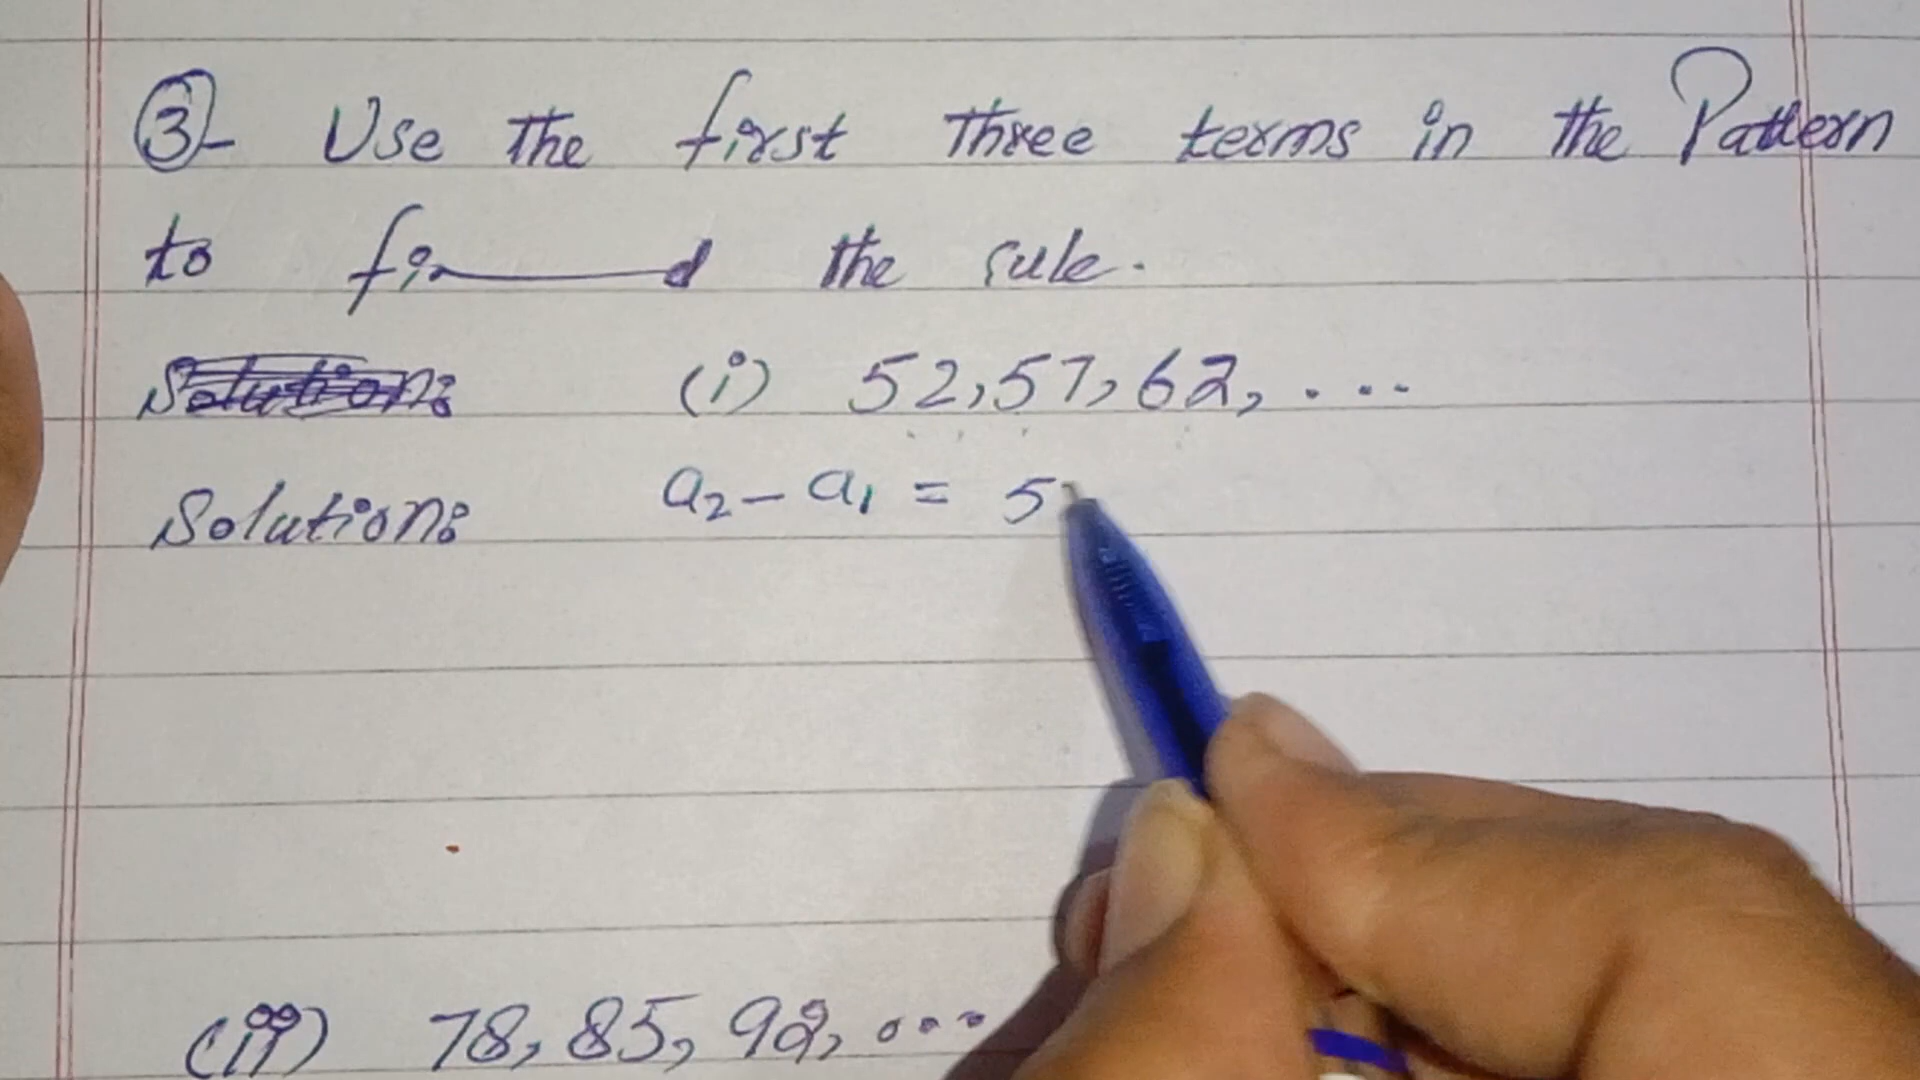 ③- Use the first three terms in the Pattern
to find the rule.
Solution: (i) 52, 57, 62, ...
Solution: a₂ - a₁ = 5
(ii) 78, 85, 92, ...